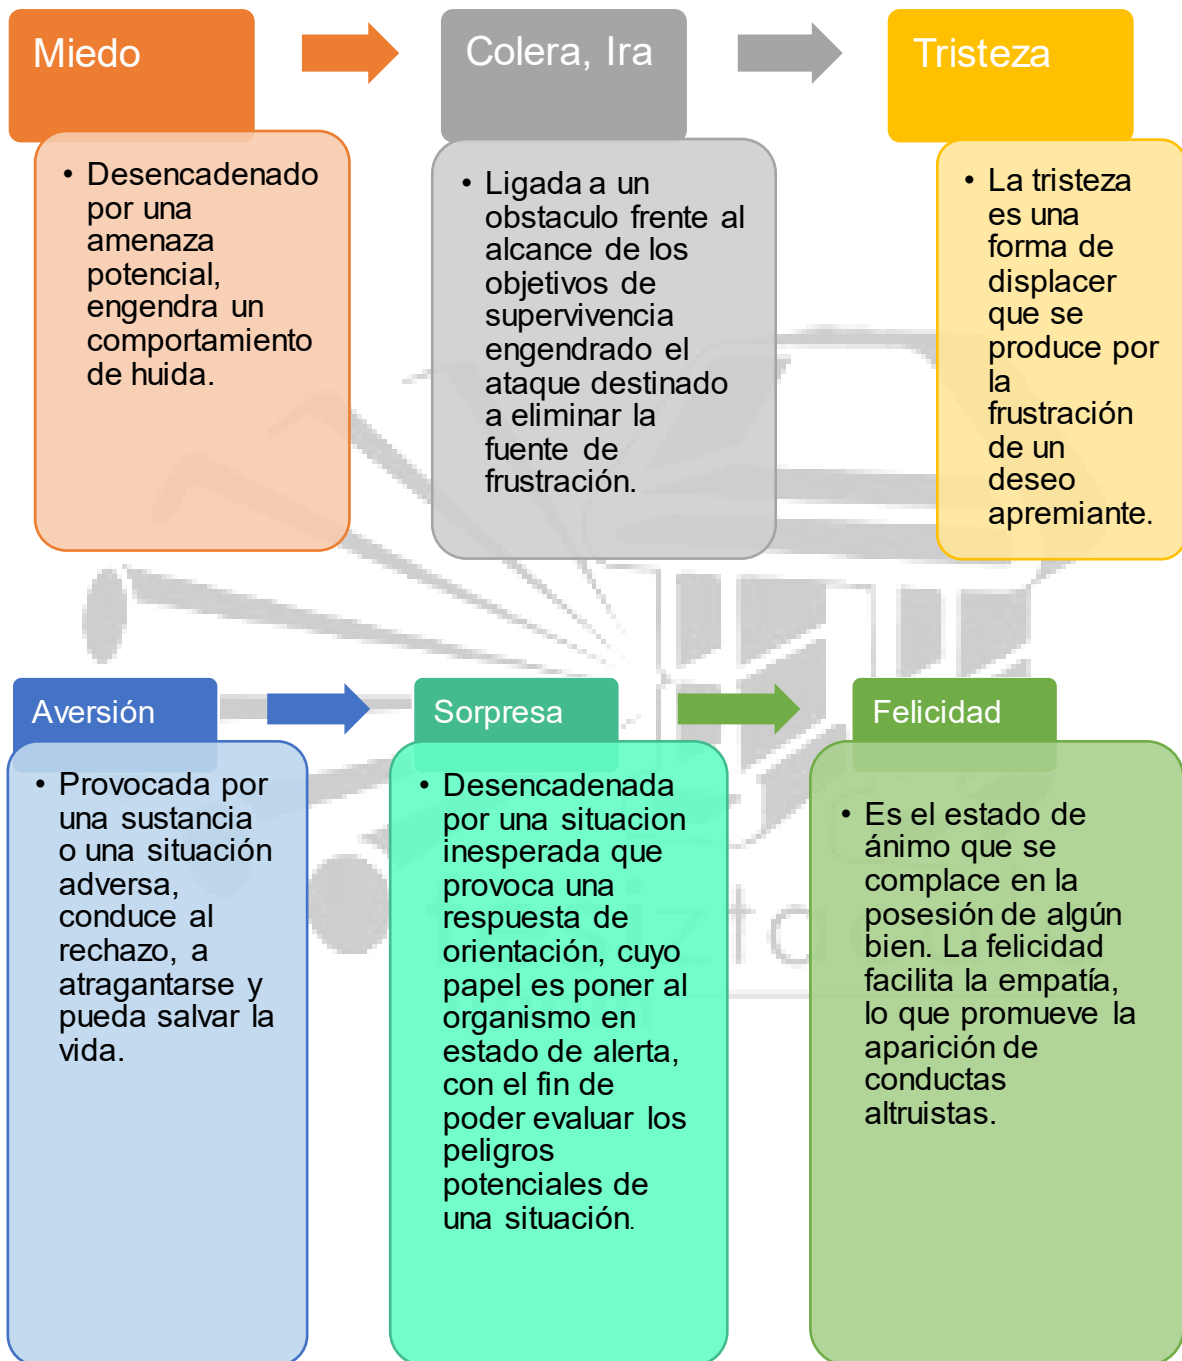 Miedo
• Desencadenado
por una
amenaza
potencial,
engendra un
comportamiento
de huida.
Colera, Ira
• Ligada a un
obstaculo frente al
alcance de los
objetivos de
supervivencia
engendrado el
ataque destinado
a eliminar la
fuente de
frustración.
Tristeza
• La tristeza
es una
forma de
displacer
que se
produce por
la
frustración
de un
deseo
apremiante.
Aversión
• Provocada por
una sustancia
o una situación
adversa,
conduce al
rechazo, a
atragantarse y
pueda salvar la
vida.
Sorpresa
• Desencadenada
por una situacion
inesperada que
provoca una
respuesta de
orientación, cuyo
papel es poner al
organismo en
estado de alerta,
con el fin de
poder evaluar los
peligros
potenciales de
una situación.
Felicidad
• Es el estado de
ánimo que se
complace en la
posesión de algún
bien. La felicidad
facilita la empatía,
lo que promueve la
aparición de
conductas
altruistas.